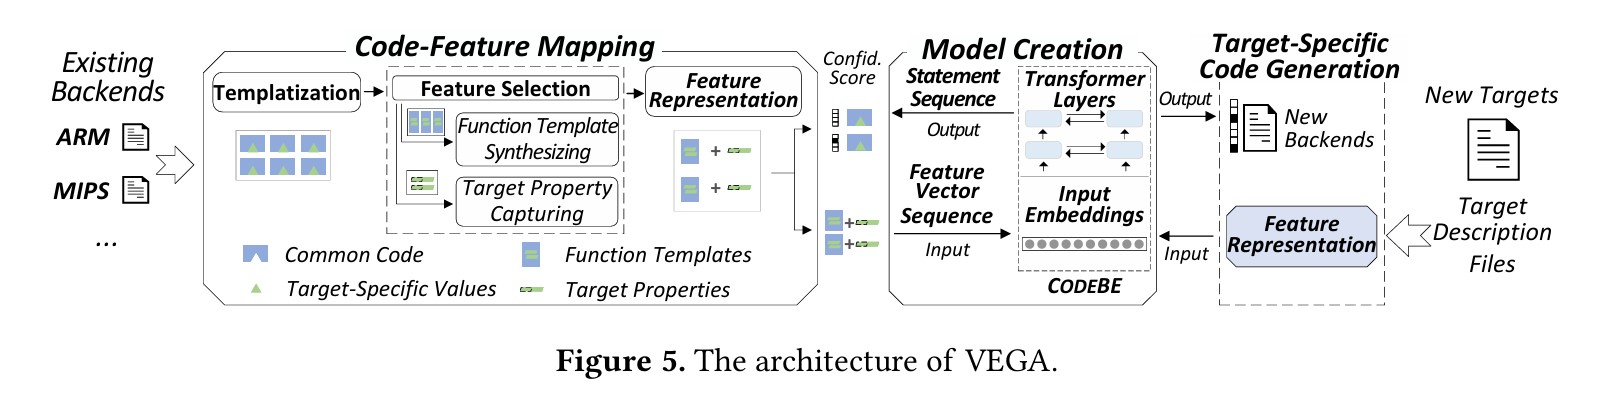 Existing
Backends
ARM
MIPS
...
Code-Feature Mapping
Templatization
Feature Selection
Function Template
Synthesizing
Target Property
Capturing
Feature
Representation
Common Code
Target-Specific Values
Function Templates
Target Properties
Confid.
Score
Model Creation
Statement
Sequence
Output
Feature
Vector
Sequence
Input
Transformer
Layers
Input
Embeddings
CODEBE
Target-Specific
Code Generation
Output
New
Backends
Input
Feature
Representation
New Targets
Target
Description
Files
Figure 5. The architecture of VEGA.